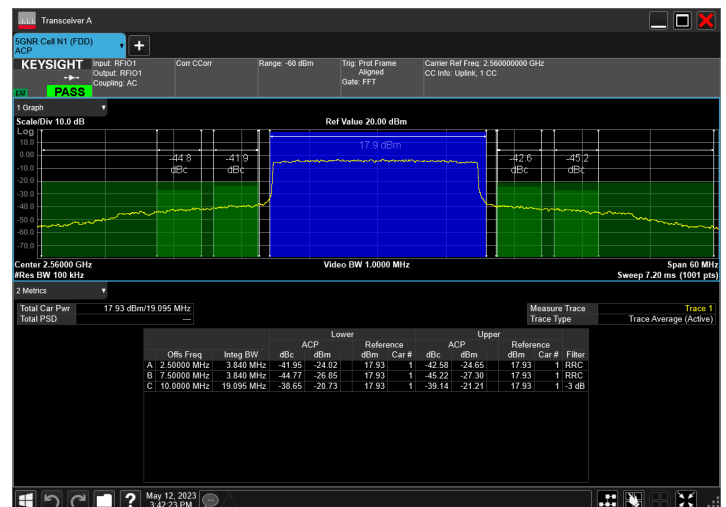 Transceiver A
5GNR Cell N1 (FDD)
ACP
KEYSIGHT
LXI
PASS
Input: RFIO1
Output: RFIO1
Coupling: AC
Corr CCorr
Range: -60 dBm
Trig: Prot Frame
Aligned
Gate: FFT
Carrier Ref Freq: 2.560000000 GHz
CC Info: Uplink, 1 CC
1 Graph
Scale/Div 10.0 dB
Ref Value 20.00 dBm
Log
10.0
0.00
-10.0
-20.0
-30.0
-40.0
-50.0
-60.0
-70.0
-44.8
dBc
-41.9
dBc
17.9 dBm
-42.6
dBc
-45.2
dBc
Center 2.56000 GHz
Video BW 1.0000 MHz
Span 60 MHz
#Res BW 100 kHz
Sweep 7.20 ms (1001 pts)
2 Metrics
Total Car Pwr 17.93 dBm/19.095 MHz
Total PSD ---
Measure Trace Trace 1
Trace Type Trace Average (Active)
Lower Upper
ACP Reference ACP Reference
Offs Freq Integ BW dBc dBm dBm Car # dBc dBm dBm Car # Filter
A 2.50000 MHz 3.840 MHz -41.95 -24.02 17.93 1 -42.58 -24.65 17.93 1 RRC
B 7.50000 MHz 3.840 MHz -44.77 -26.85 17.93 1 -45.22 -27.30 17.93 1 RRC
C 10.0000 MHz 19.095 MHz -38.65 -20.73 17.93 1 -39.14 -21.21 17.93 1 -3 dB
?
May 12, 2023
3:42:23 PM